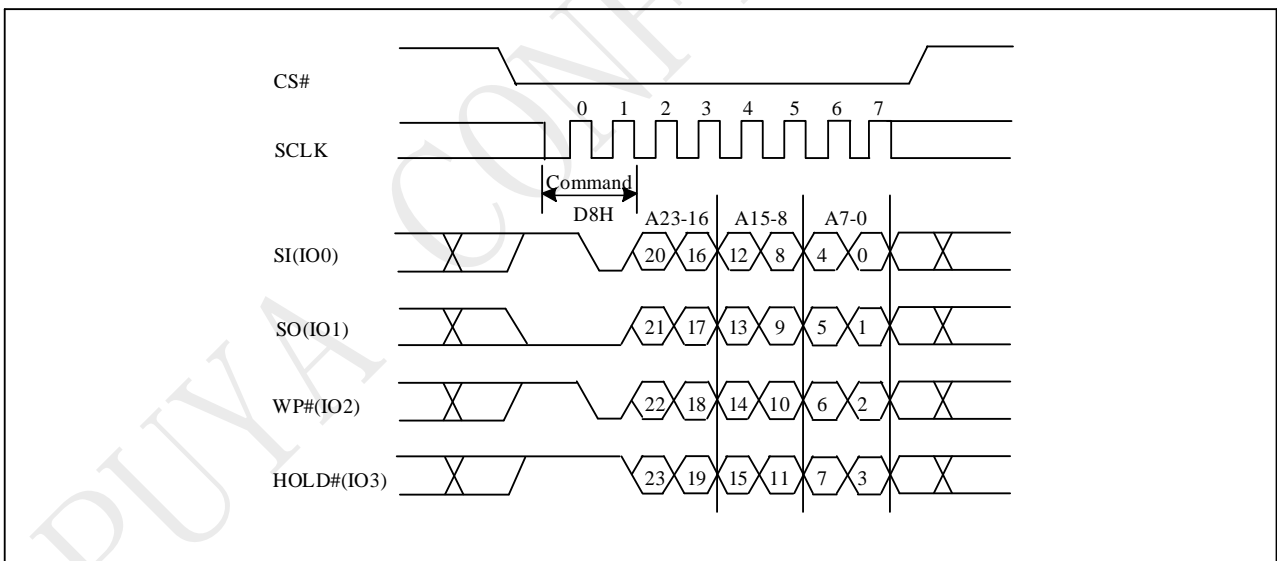 PUYA CONF
CS#
0 1 2 3 4 5 6 7
SCLK
Command
D8H
A23-16 A15-8 A7-0
SI(IO0) 20 16 12 8 4 0
SO(IO1) 21 17 13 9 5 1
WP#(IO2) 22 18 14 10 6 2
HOLD#(IO3) 23 19 15 11 7 3